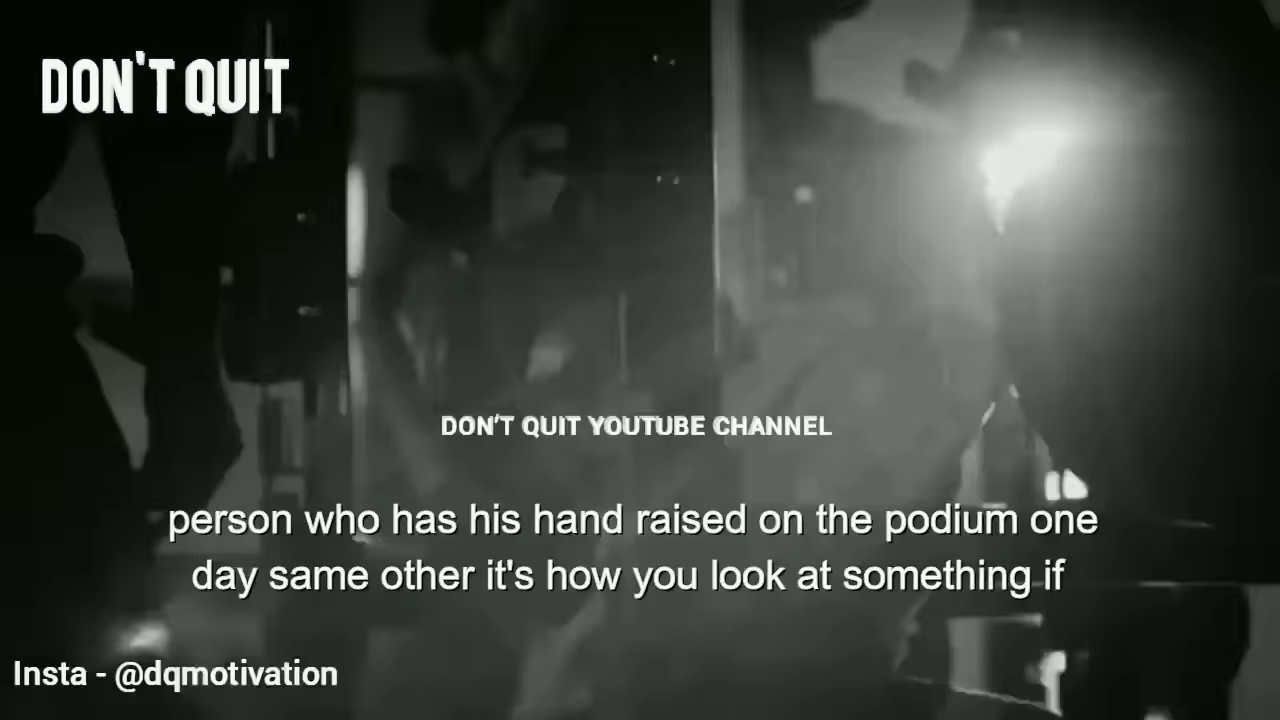 DON'T QUIT
DON'T QUIT YOUTUBE CHANNEL
person who has his hand raised on the podium one
day same other it's how you look at something if
Insta - @dqmotivation